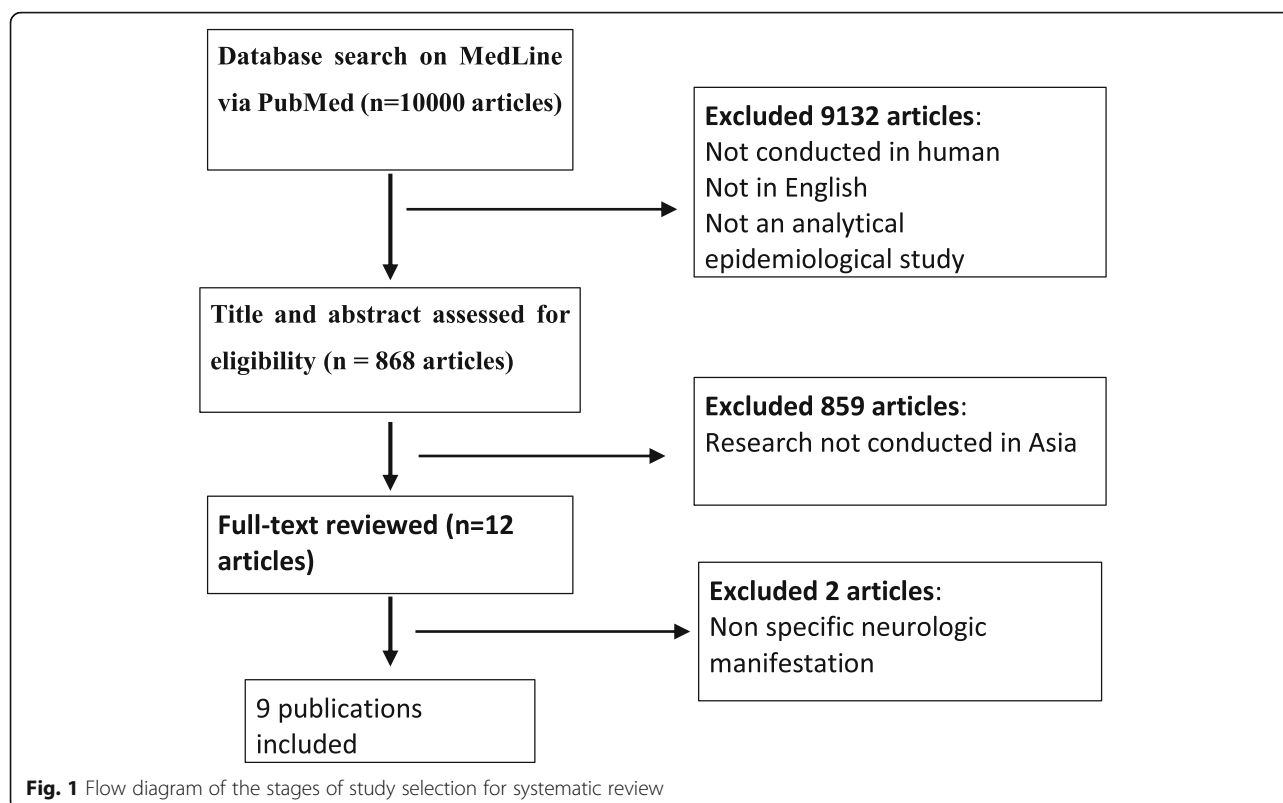 Database search on MedLine
via PubMed (n=10000 articles)
Excluded 9132 articles:
Not conducted in human
Not in English
Not an analytical
epidemiological study
Title and abstract assessed for
eligibility (n = 868 articles)
Excluded 859 articles:
Research not conducted in Asia
Full-text reviewed (n=12
articles)
Excluded 2 articles:
Non specific neurologic
manifestation
9 publications
included
Fig. 1 Flow diagram of the stages of study selection for systematic review